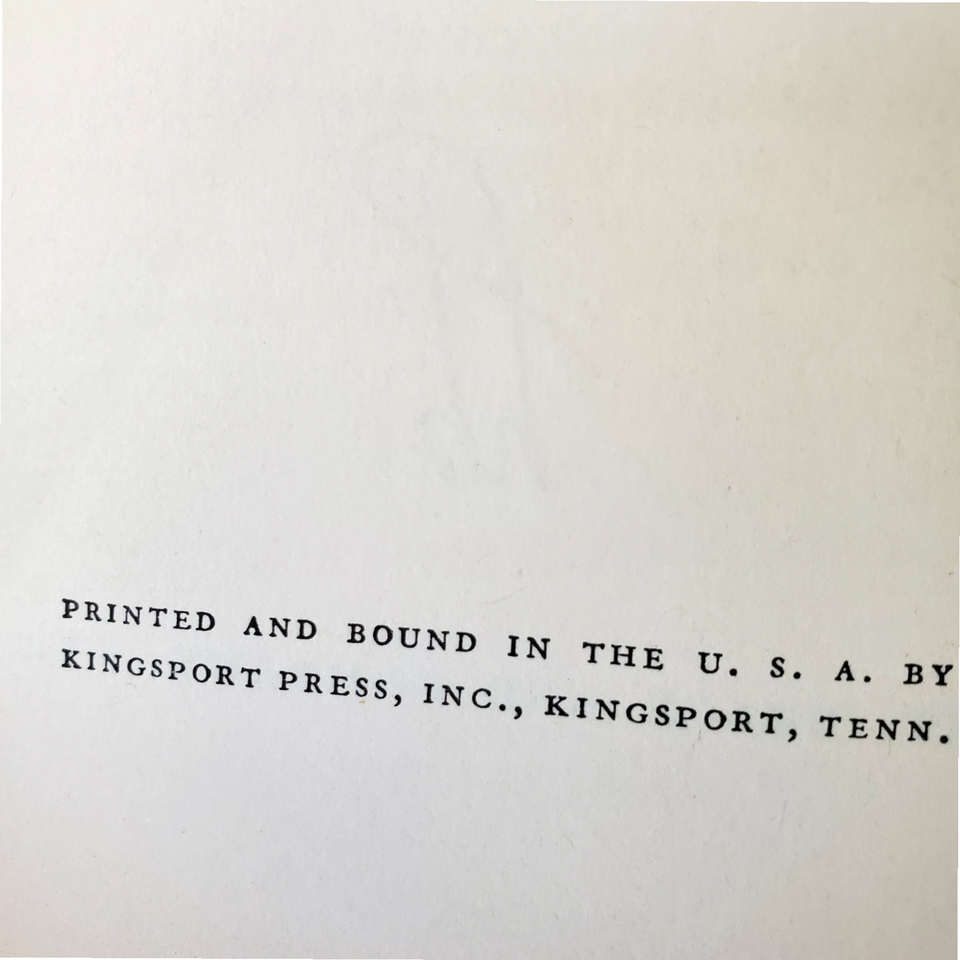 PRINTED AND BOUND IN THE U. S. A. BY
KINGSPORT PRESS, INC., KINGSPORT, TENN.